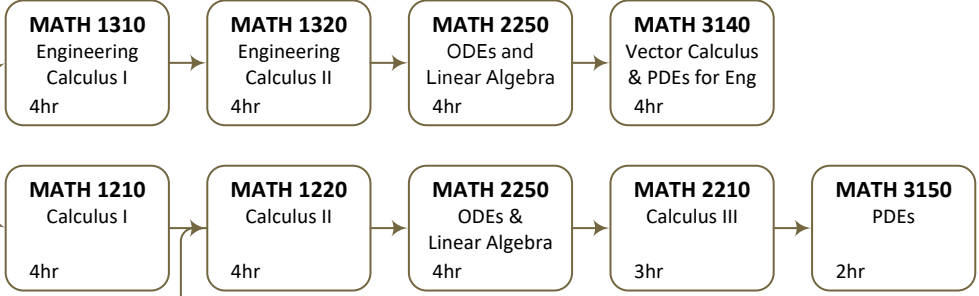 MATH 1310
Engineering
Calculus I
4hr
MATH 1320
Engineering
Calculus II
4hr
MATH 2250
ODEs and
Linear Algebra
4hr
MATH 3140
Vector Calculus
& PDEs for Eng
4hr
MATH 1210
Calculus I
4hr
MATH 1220
Calculus II
4hr
MATH 2250
ODEs &
Linear Algebra
4hr
MATH 2210
Calculus III
3hr
MATH 3150
PDEs
2hr